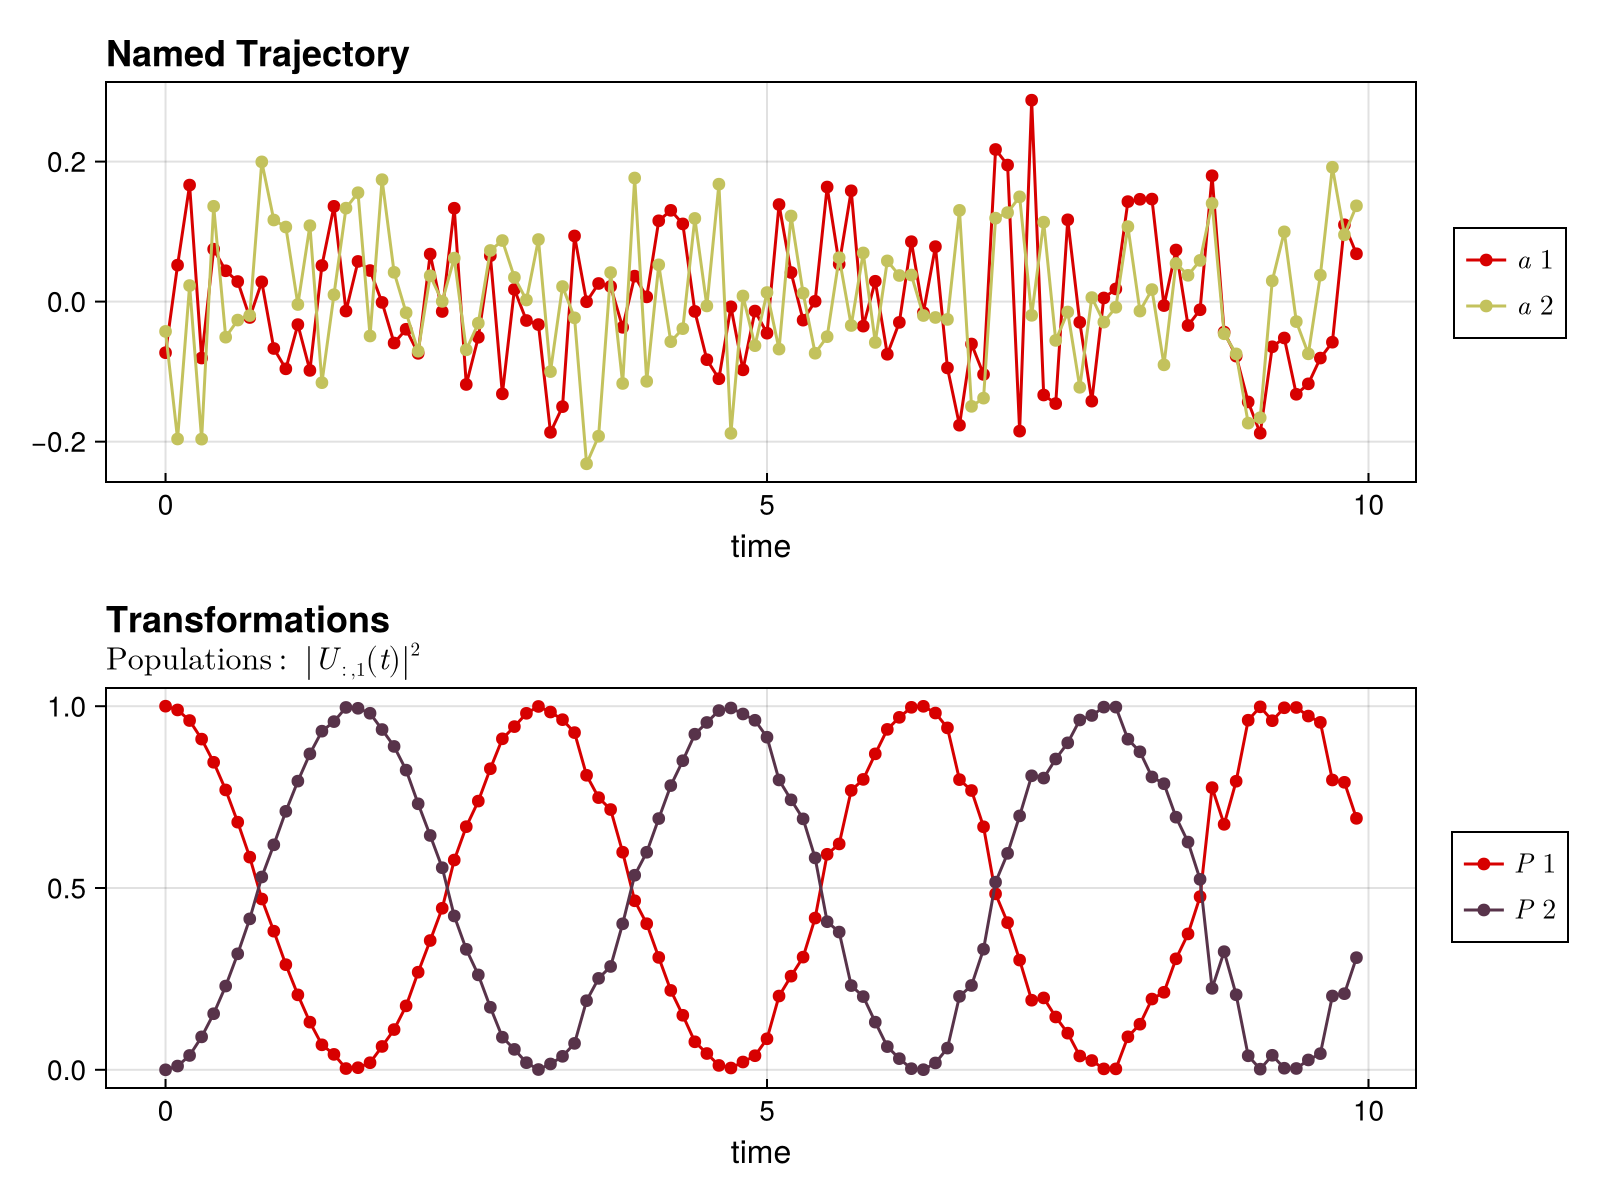 Named Trajectory
0.2
0.0
−0.2
0
5
10
time
a 1
a 2
Transformations
Populations: |U:,1(t)|²
1.0
0.5
0.0
0
5
10
time
P 1
P 2